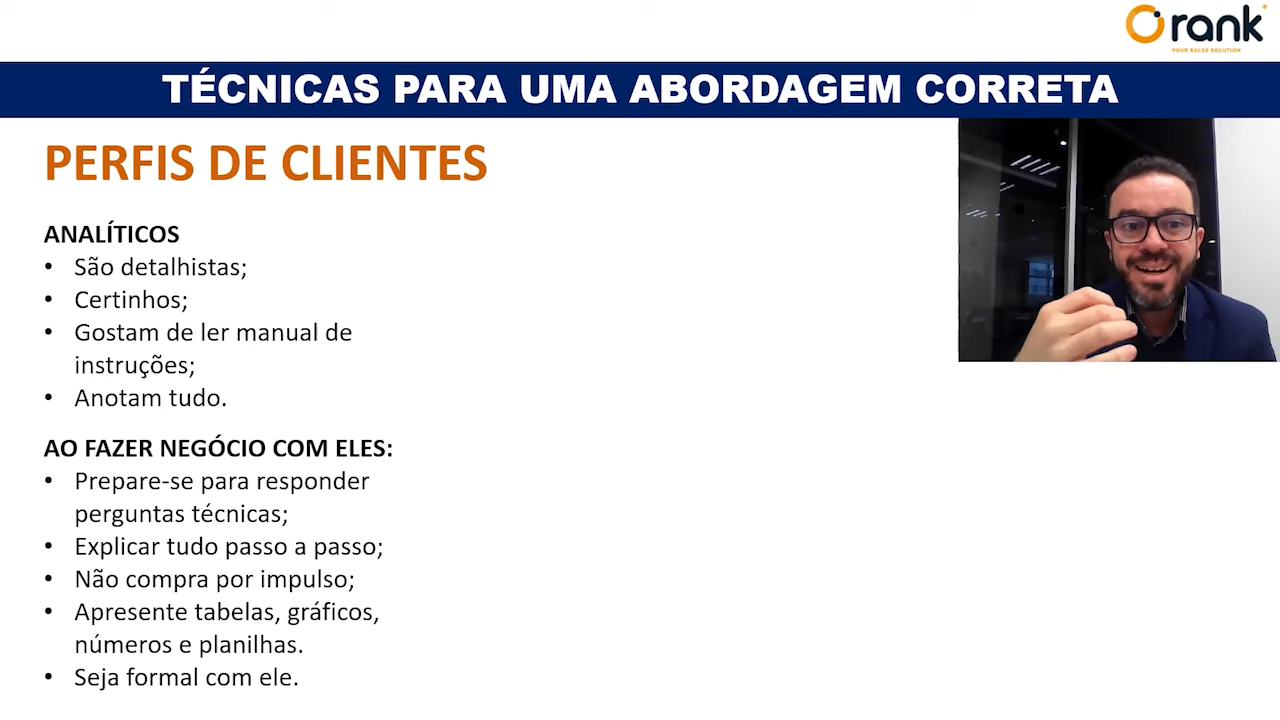 rank
YOUR SALES SOLUTION
TÉCNICAS PARA UMA ABORDAGEM CORRETA
PERFIS DE CLIENTES
ANALÍTICOS
• São detalhistas;
• Certinhos;
• Gostam de ler manual de
instruções;
• Anotam tudo.
AO FAZER NEGÓCIO COM ELES:
• Prepare-se para responder
perguntas técnicas;
• Explicar tudo passo a passo;
• Não compra por impulso;
• Apresente tabelas, gráficos,
números e planilhas.
• Seja formal com ele.